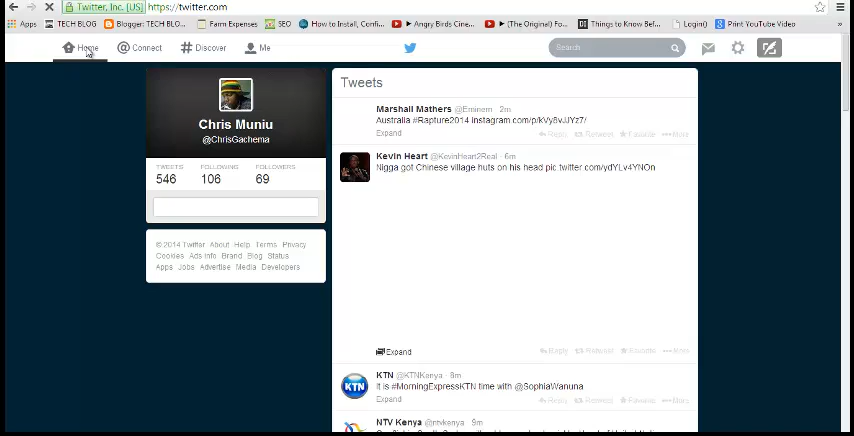 Twitter, Inc. [US] https://twitter.com
Apps TECH BLOG Blogger: TECH BLO... Farm Expenses SEO How to Install, Confi... Angry Birds Cine... (The Original) Fo... Things to Know Bef... Login() Print YouTube Video
Home Connect Discover Me Search
Chris Muniu
@ChrisGachema
TWEETS FOLLOWING FOLLOWERS
546 106 69
© 2014 Twitter About Help Terms Privacy
Cookies Ads info Brand Blog Status
Apps Jobs Advertise Media Developers
Tweets
Marshall Mathers @Eminem · 2m
Australia #Rapture2014 instagram.com/p/kVy8vJJYz7/
Expand Reply Retweet Favorite More
Kevin Heart @KevinHeart2Real · 6m
Nigga got Chinese village huts on his head pic.twitter.com/ydYLv4YNOn
Expand Reply Retweet Favorite More
KTN @KTNKenya · 8m
It is #MorningExpressKTN time with @SophiaWanuna
Expand Reply Retweet Favorite More
NTV Kenya @ntvkenya · 9m